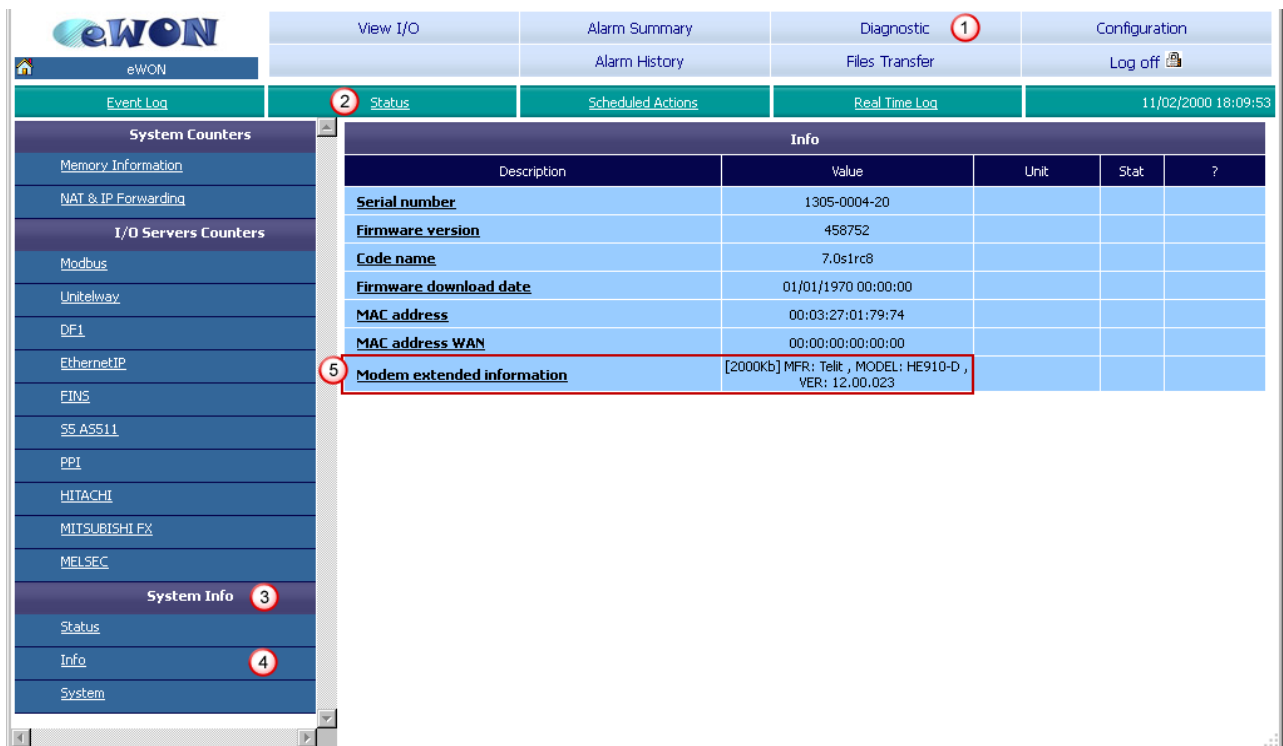 eWON
View I/O
Alarm Summary
Diagnostic
1
Configuration
eWON
Alarm History
Files Transfer
Log off
Event Log
2
Status
Scheduled Actions
Real Time Log
11/02/2000 18:09:53
System Counters
Memory Information
NAT & IP Forwarding
I/O Servers Counters
Modbus
Unitelway
DF1
EthernetIP
FINS
S5 AS511
PPI
HITACHI
MITSUBISHI FX
MELSEC
System Info
3
Status
Info
4
System
Info
Description Value Unit Stat ?
Serial number 1305-0004-20
Firmware version 458752
Code name 7.0s1rc8
Firmware download date 01/01/1970 00:00:00
MAC address 00:03:27:01:79:74
MAC address WAN 00:00:00:00:00:00
5
Modem extended information [2000Kb] MFR: Telit , MODEL: HE910-D ,
VER: 12.00.023